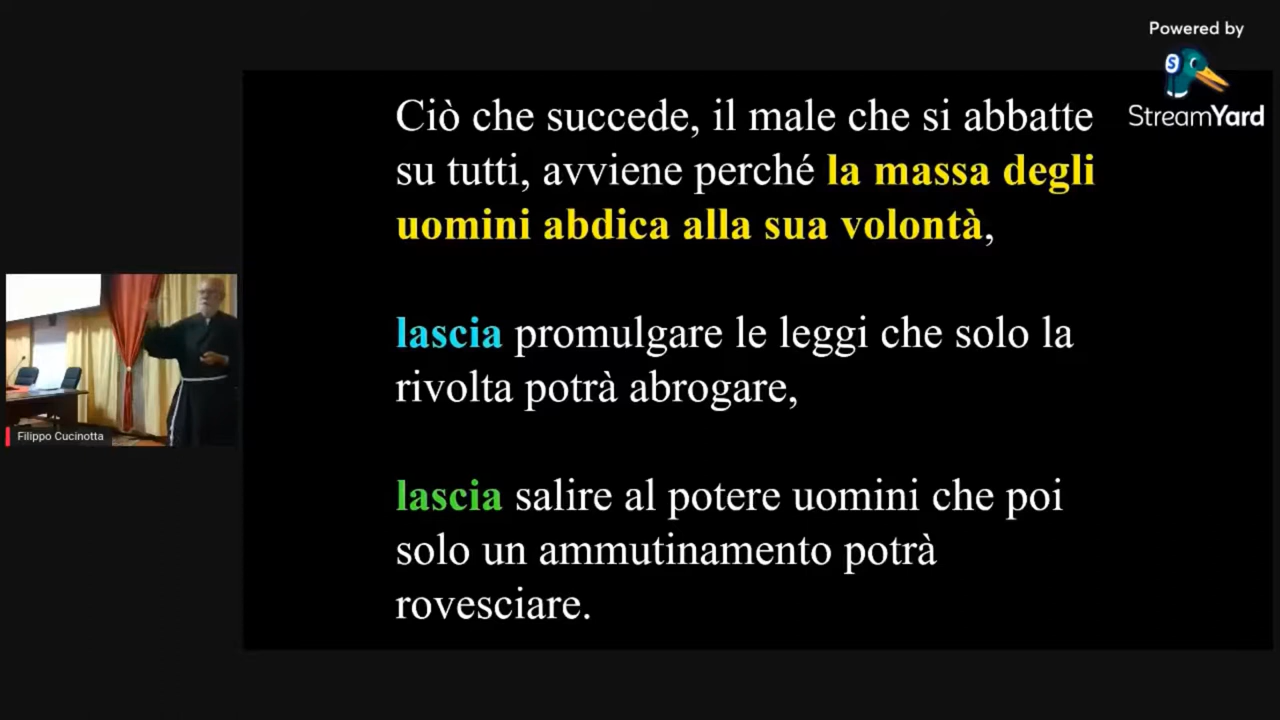 Powered by
StreamYard
Ciò che succede, il male che si abbatte
su tutti, avviene perché la massa degli
uomini abdica alla sua volontà,
lascia promulgare le leggi che solo la
rivolta potrà abrogare,
lascia salire al potere uomini che poi
solo un ammutinamento potrà
rovesciare.
Filippo Cucinotta